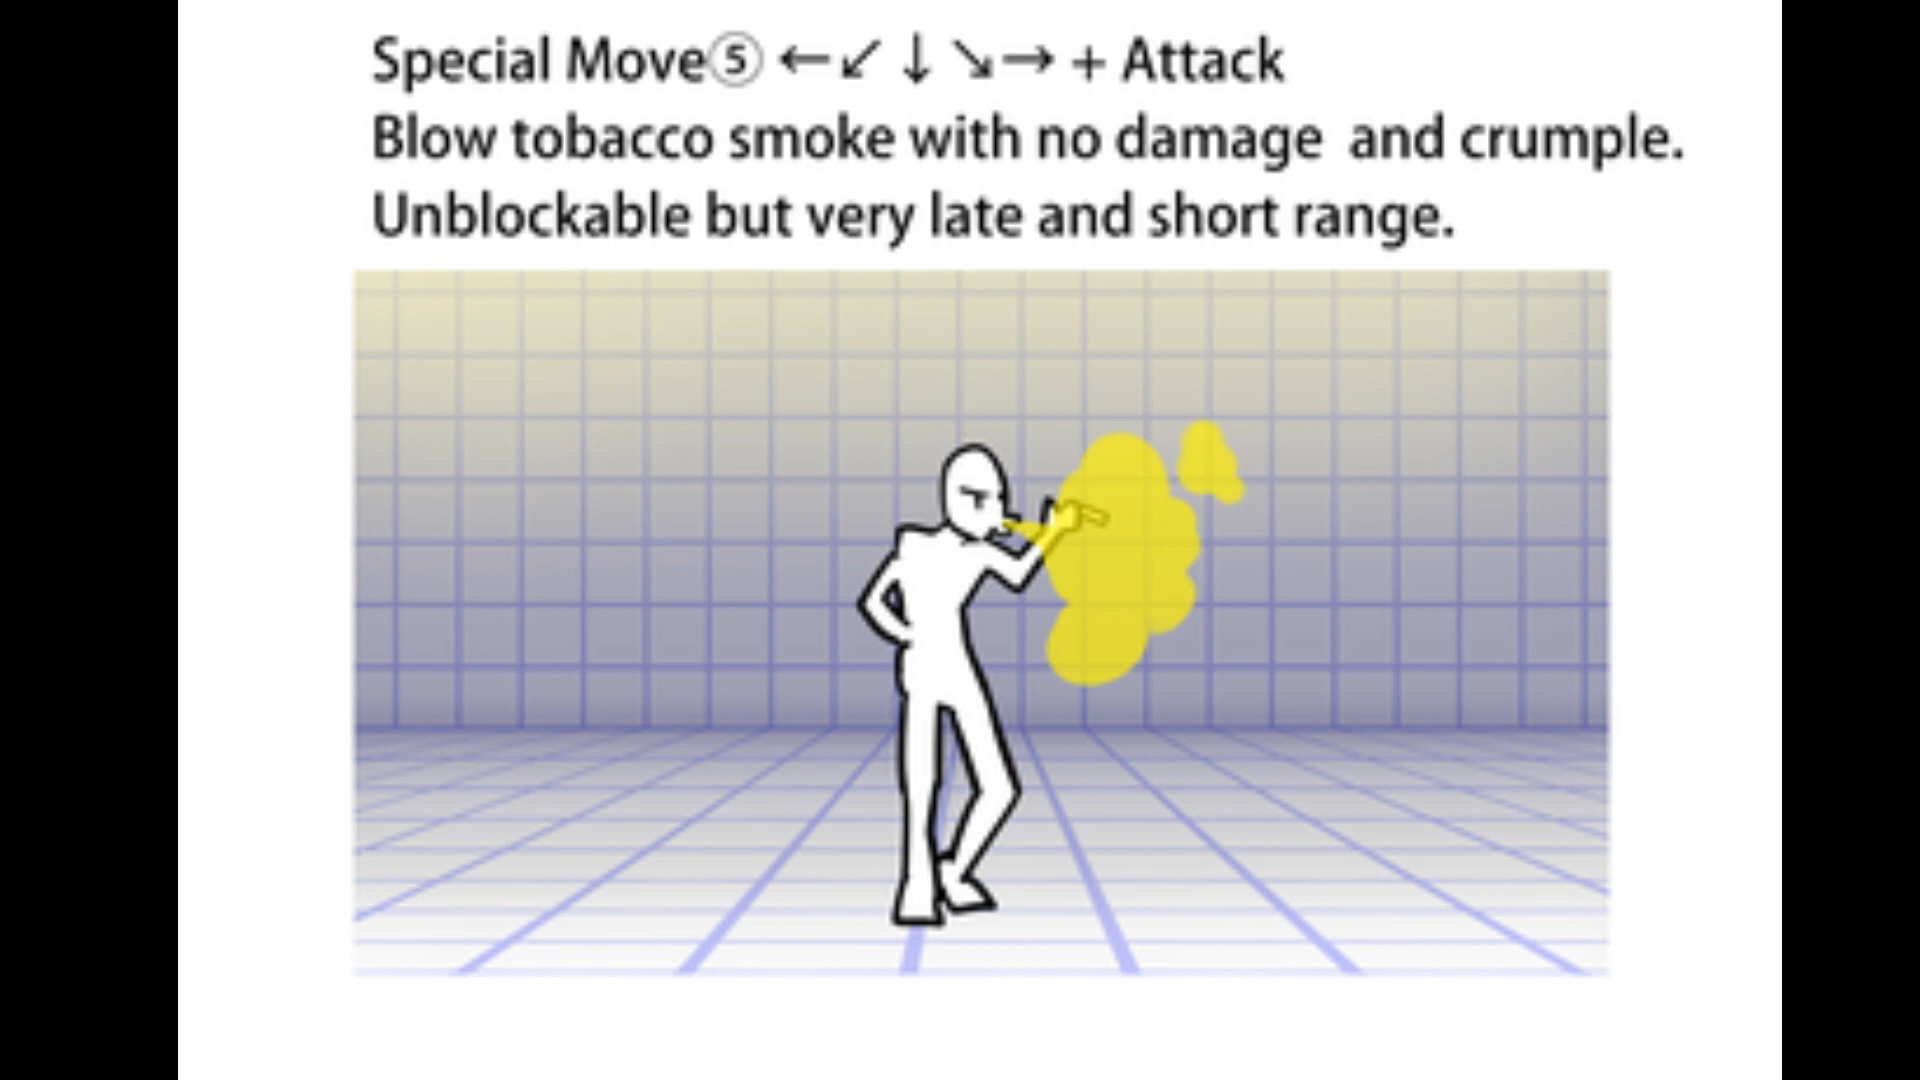 Special Move⑤ ←↙↓↘→ + Attack
Blow tobacco smoke with no damage  and crumple.
Unblockable but very late and short range.